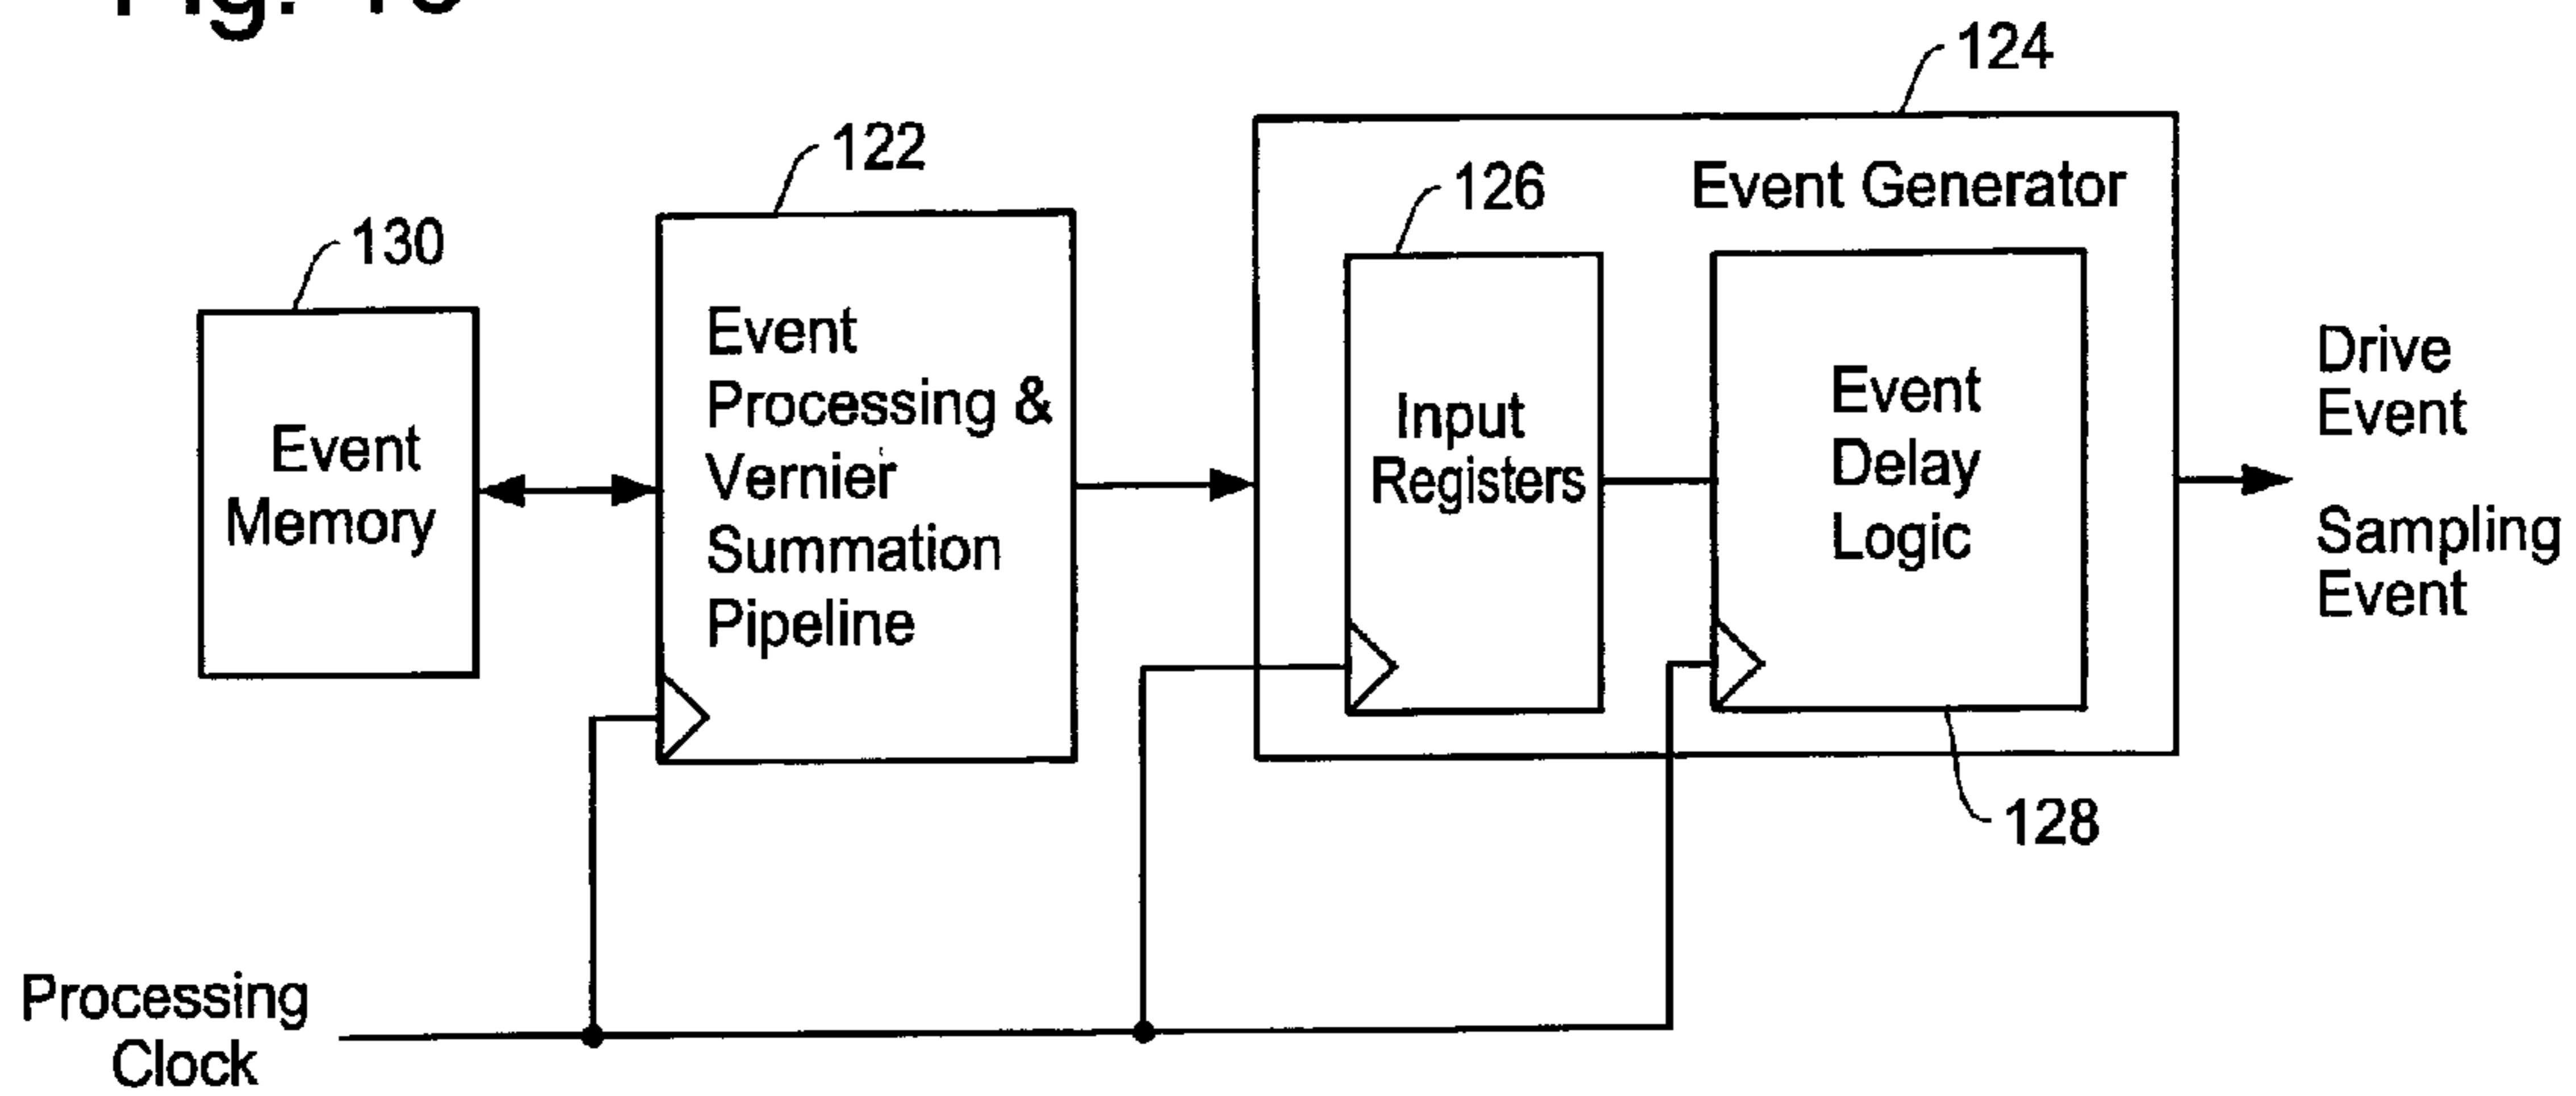 124
122
126
Event Generator
130
Event
Processing &
Vernier
Summation
Pipeline
Event
Memory
Input
Registers
Event
Delay
Logic
Drive
Event
Sampling
Event
128
Processing
Clock